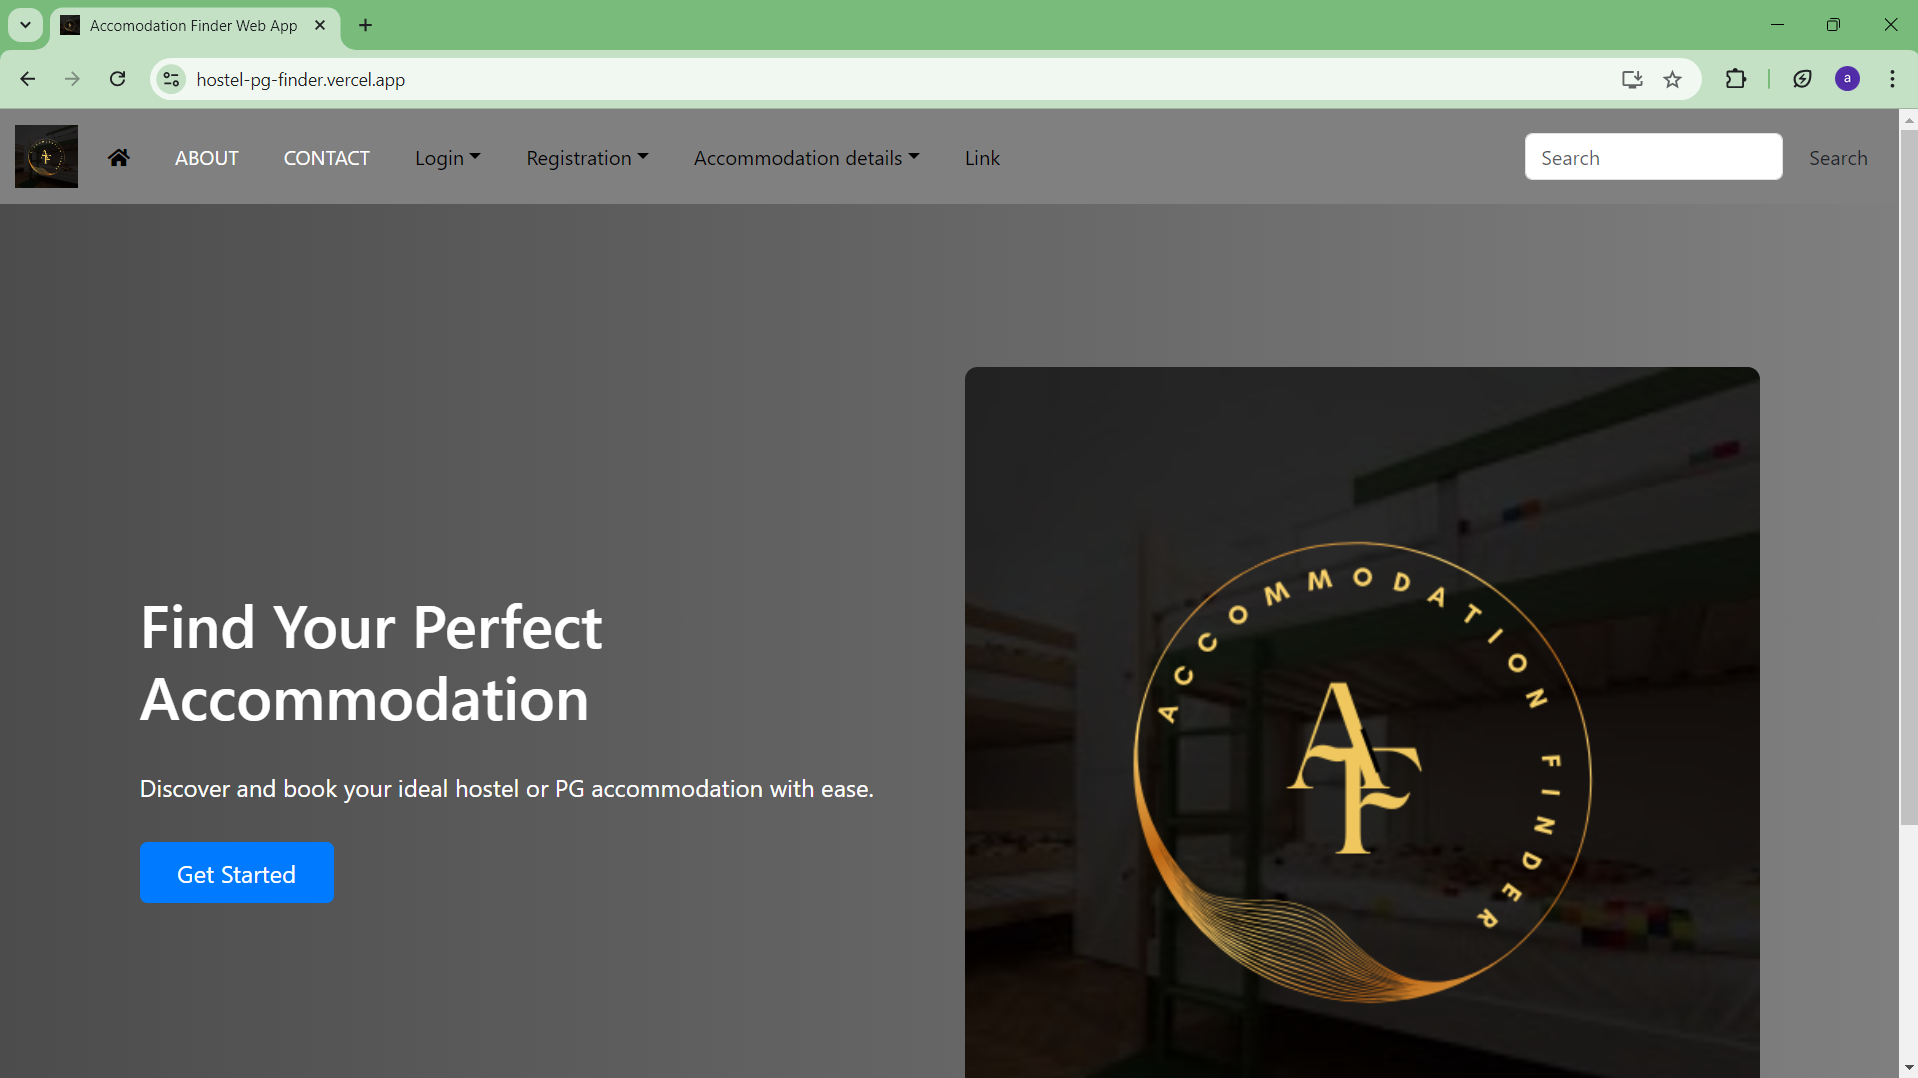 Accomodation Finder Web App
hostel-pg-finder.vercel.app
a
ABOUT CONTACT Login Registration Accommodation details Link Search Search
Find Your Perfect
Accommodation
Discover and book your ideal hostel or PG accommodation with ease.
Get Started
ACCOMMODATION FINDER
AF